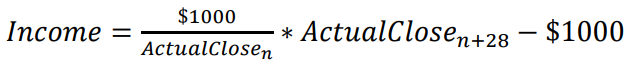 Income = $1000 / ActualClose_n * ActualClose_{n+28} − $1000